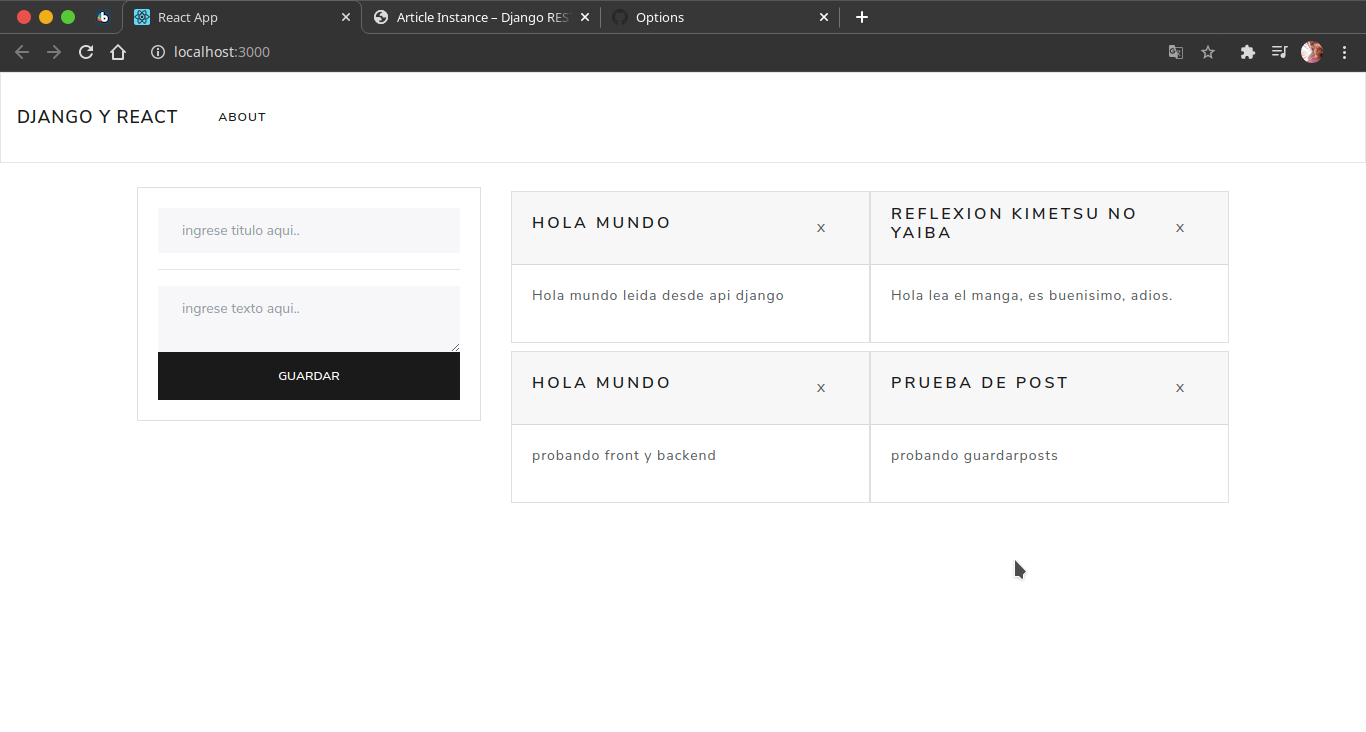 React App
Article Instance – Django RES
Options
localhost:3000
DJANGO Y REACT
ABOUT
ingrese titulo aqui..
ingrese texto aqui..
GUARDAR
HOLA MUNDO
x
Hola mundo leida desde api django
REFLEXION KIMETSU NO
YAIBA
x
Hola lea el manga, es buenisimo, adios.
HOLA MUNDO
x
probando front y backend
PRUEBA DE POST
x
probando guardarposts